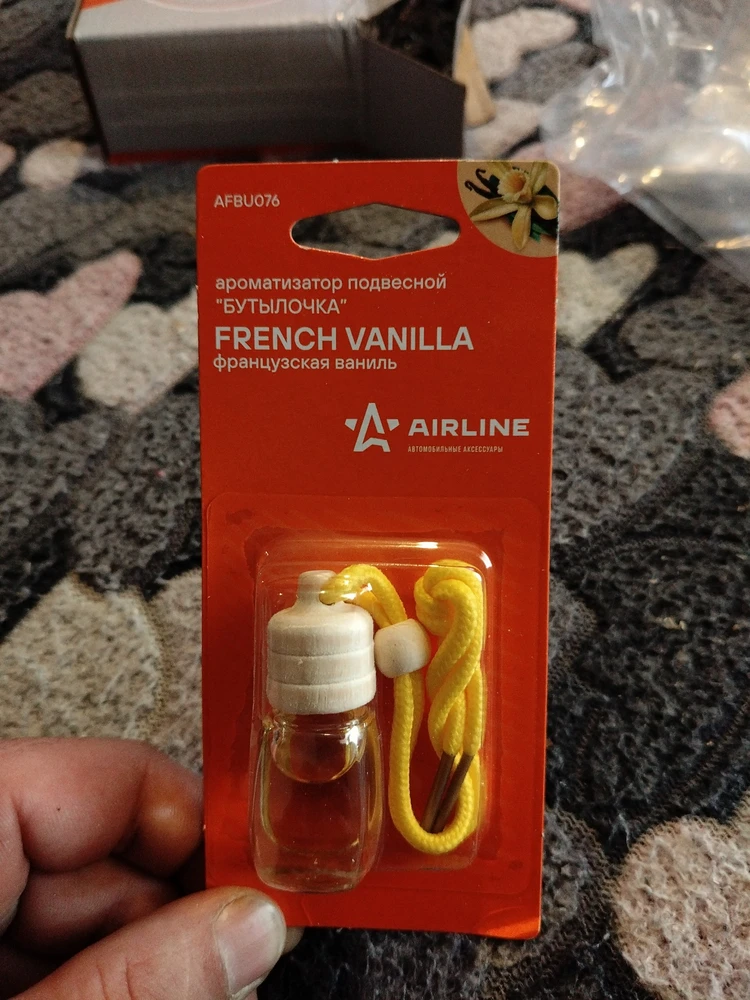 AFBU076
ароматизатор подвесной
"БУТЫЛОЧКА"
FRENCH VANILLA
французская ваниль
AIRLINE
АВТОМОБИЛЬНЫЕ АКСЕССУАРЫ